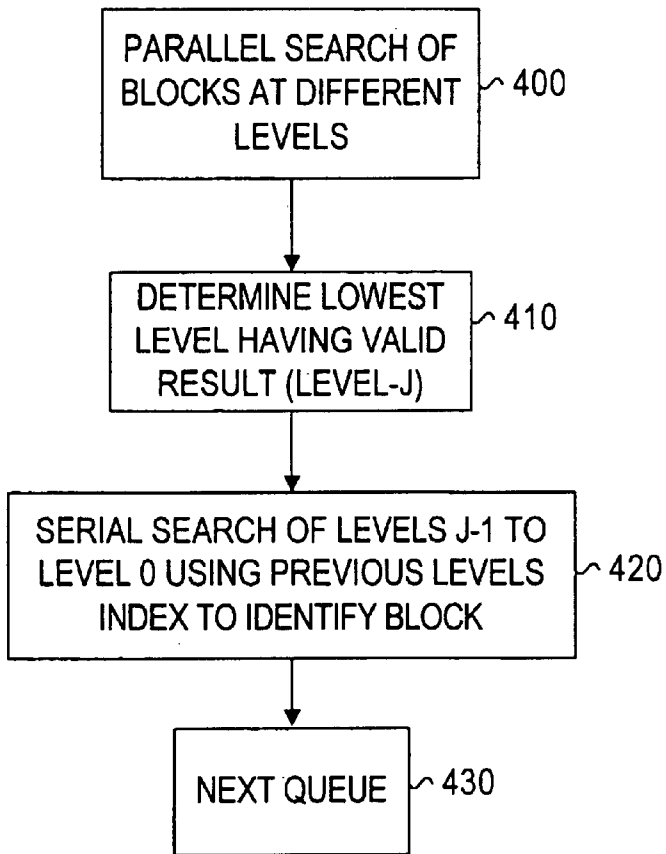 PARALLEL SEARCH OF
BLOCKS AT DIFFERENT
LEVELS
400
DETERMINE LOWEST
LEVEL HAVING VALID
RESULT (LEVEL-J)
410
SERIAL SEARCH OF LEVELS J-1 TO
LEVEL 0 USING PREVIOUS LEVELS
INDEX TO IDENTIFY BLOCK
420
NEXT QUEUE
430